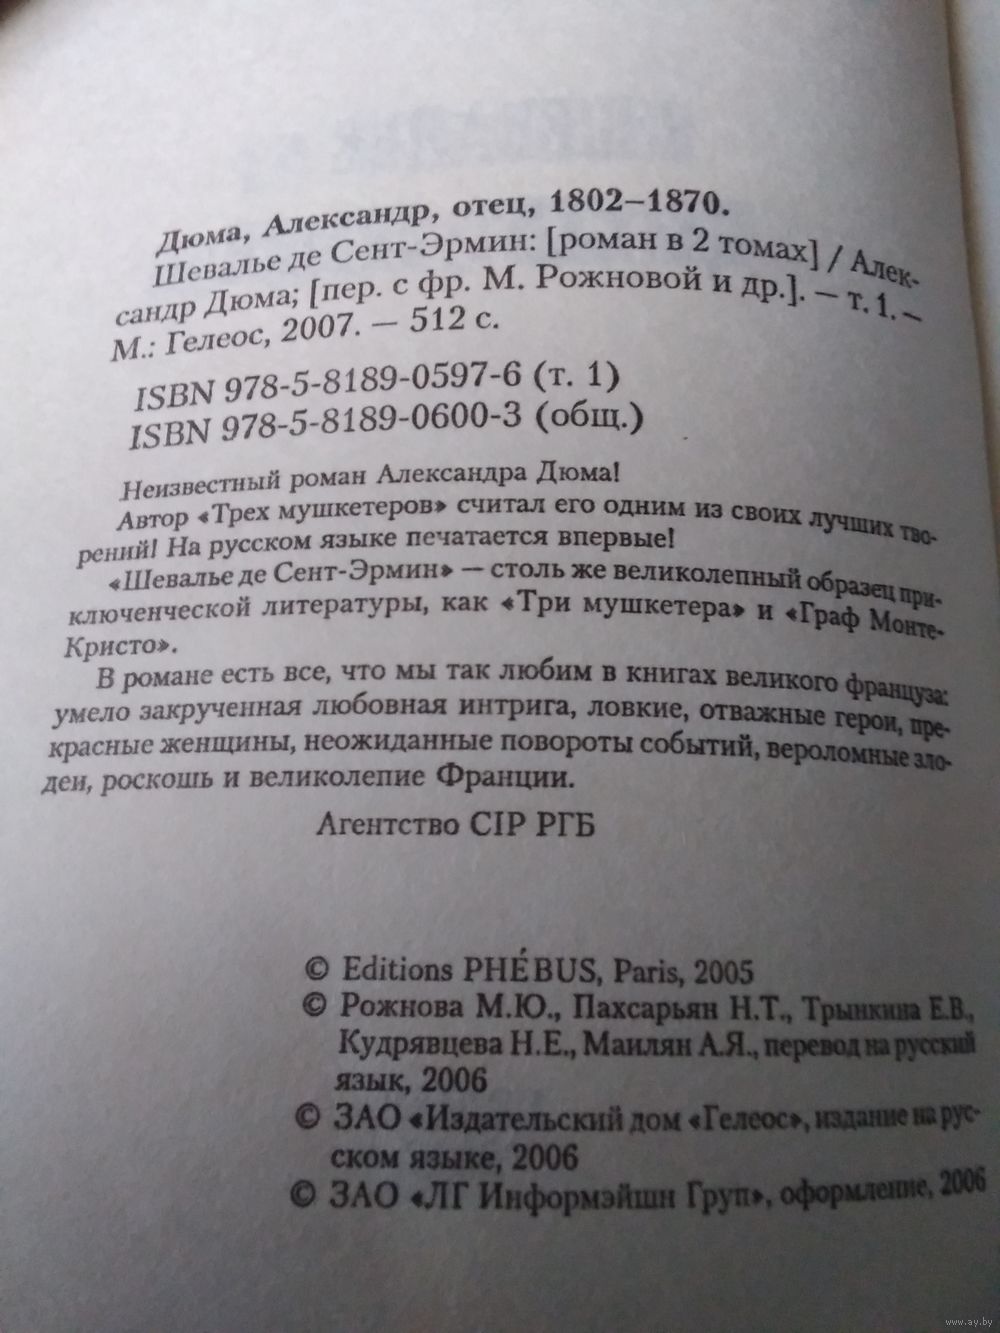 Дюма, Александр, отец, 1802–1870.
Шевалье де Сент-Эрмин: [роман в 2 томах] / Алек-
сандр Дюма; [пер. с фр. М. Рожновой и др.]. — т. 1. —
М.: Гелеос, 2007. — 512 с.
ISBN 978-5-8189-0597-6 (т. 1)
ISBN 978-5-8189-0600-3 (общ.)
Неизвестный роман Александра Дюма!
Автор «Трех мушкетеров» считал его одним из своих лучших тво-
рений! На русском языке печатается впервые!
«Шевалье де Сент-Эрмин» — столь же великолепный образец при-
ключенческой литературы, как «Три мушкетера» и «Граф Монте-
Кристо».
В романе есть все, что мы так любим в книгах великого француза:
умело закрученная любовная интрига, ловкие, отважные герои, пре-
красные женщины, неожиданные повороты событий, вероломные зло-
деи, роскошь и великолепие Франции.
Агентство CIP РГБ
© Editions PHÉBUS, Paris, 2005
© Рожнова М.Ю., Пахсарьян Н.Т., Трынкина Е.В.,
Кудрявцева Н.Е., Маилян А.Я., перевод на русский
язык, 2006
© ЗАО «Издательский дом «Гелеос», издание на рус-
ском языке, 2006
© ЗАО «ЛГ Информэйшн Груп», оформление, 2006
www.ay.by